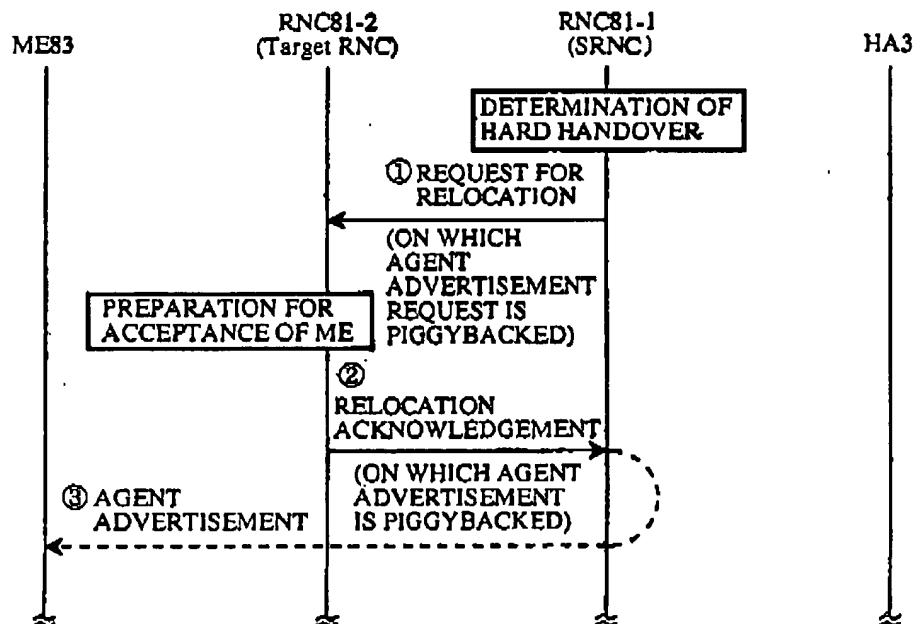 ME83
RNC81-2
(Target RNC)
RNC81-1
(SRNC)
HA3
DETERMINATION OF
HARD HANDOVER
① REQUEST FOR
RELOCATION
(ON WHICH
AGENT
ADVERTISEMENT
REQUEST IS
PIGGYBACKED)
PREPARATION FOR
ACCEPTANCE OF ME
②
RELOCATION
ACKNOWLEDGEMENT
(ON WHICH AGENT
ADVERTISEMENT
IS PIGGYBACKED)
③ AGENT
ADVERTISEMENT